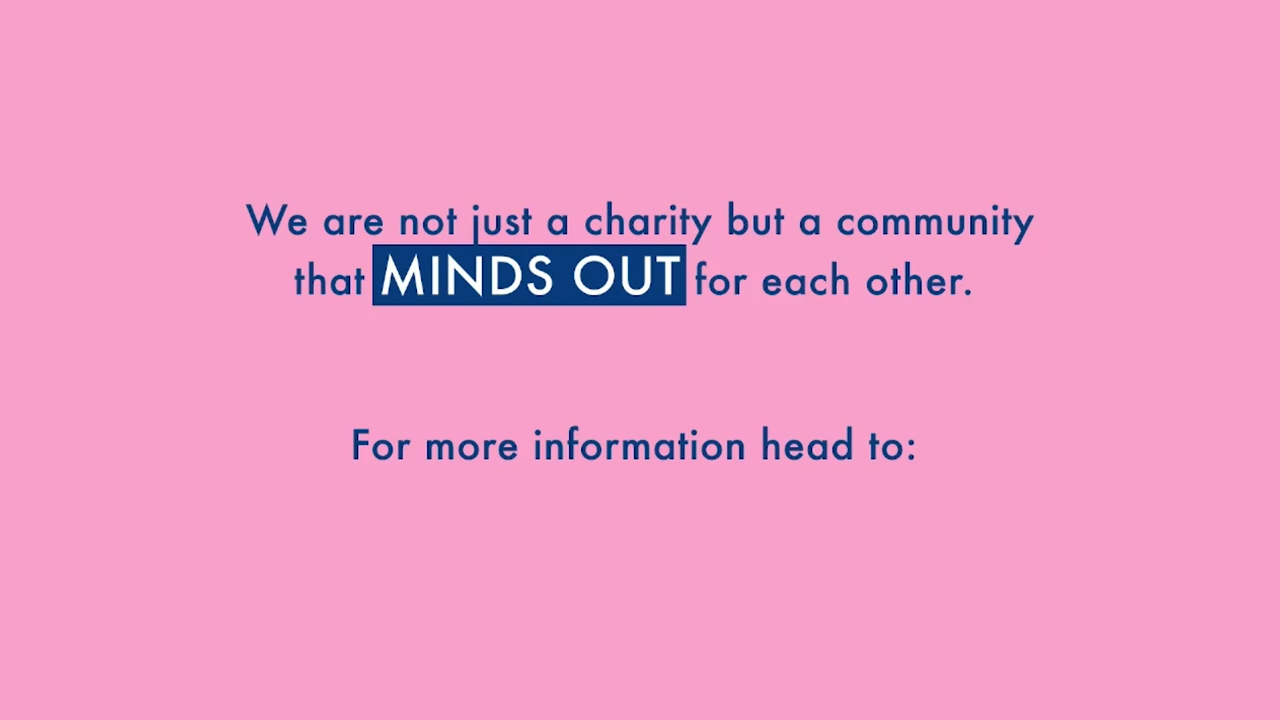 We are not just a charity but a community
that MINDS OUT for each other.
For more information head to: